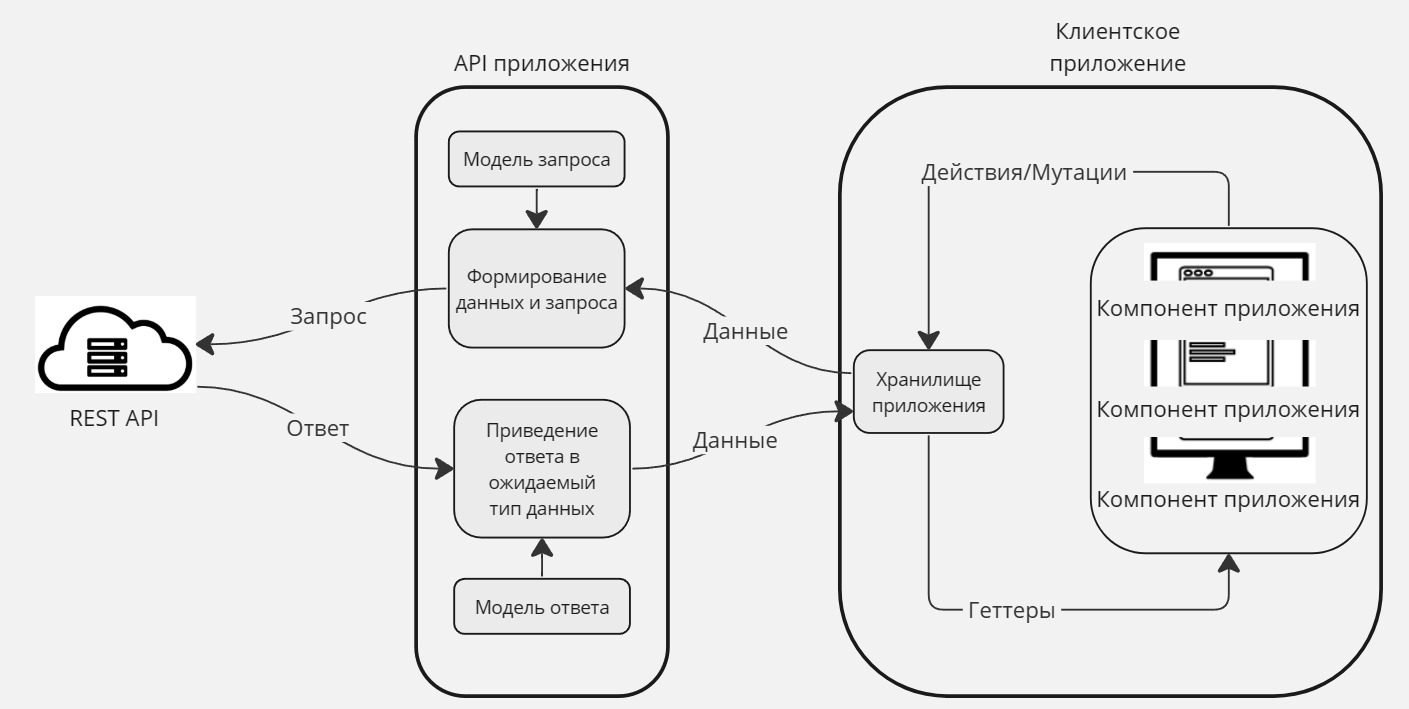 Клиентское
приложение
API приложения
Модель запроса
Действия/Мутации
Формирование
данных и запроса
Компонент приложения
Запрос
Данные
Хранилище
приложения
Компонент приложения
REST API
Ответ
Приведение
ответа в
ожидаемый
тип данных
Данные
Компонент приложения
Модель ответа
Геттеры